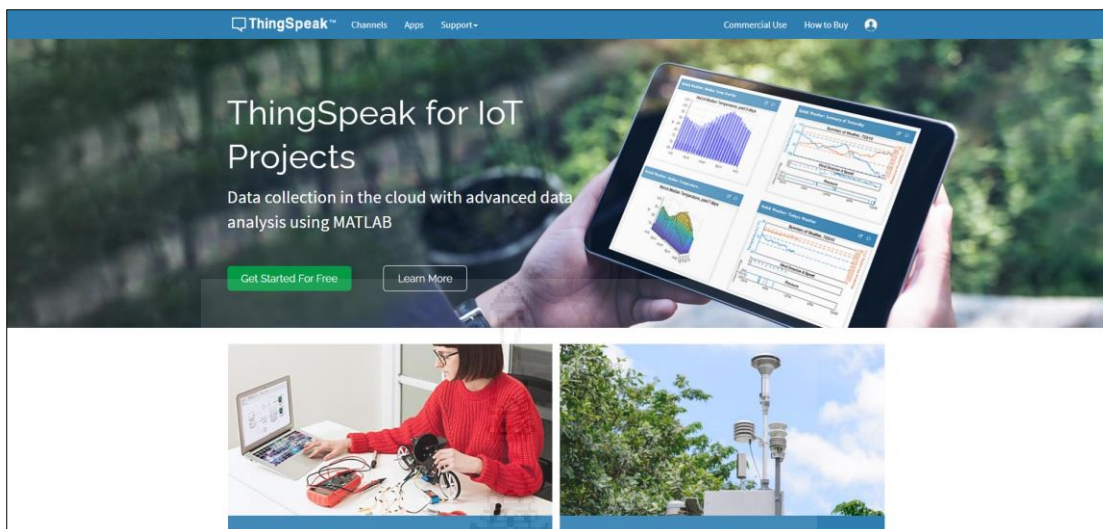 ThingSpeak™ Channels Apps Support Commercial Use How to Buy
ThingSpeak for IoT
Projects
Data collection in the cloud with advanced data
analysis using MATLAB
Get Started For Free Learn More